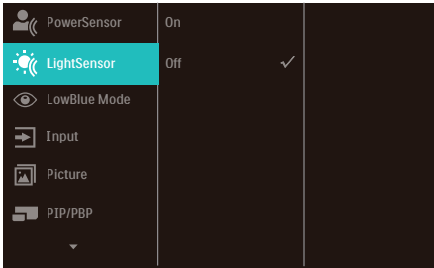 PowerSensor
On
LightSensor
Off
LowBlue Mode
Input
Picture
PIP/PBP